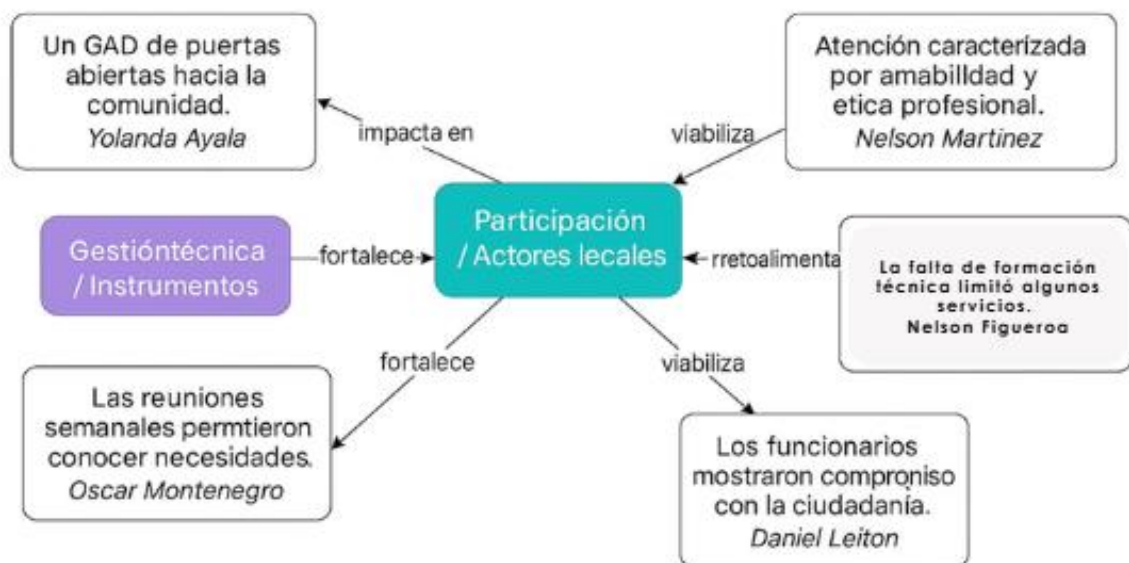 Un GAD de puertas
abiertas hacia la
comunidad.
Yolanda Ayala
Atención caracterizada
por amabilldad y
etica profesional.
Nelson Martinez
impacta en
viabiliza
Gestióntécnica
/ Instrumentos
fortalece
Participación
/ Actores lecales
rretoalimenta
La falta de formación
técnica limitó algunos
servicios.
Nelson Figueroa
fortalece
viabiliza
Las reuniones
semanales permtieron
conocer necesidades.
Oscar Montenegro
Los funcionarios
mostraron compromiso
con la ciudadanía.
Daniel Leiton